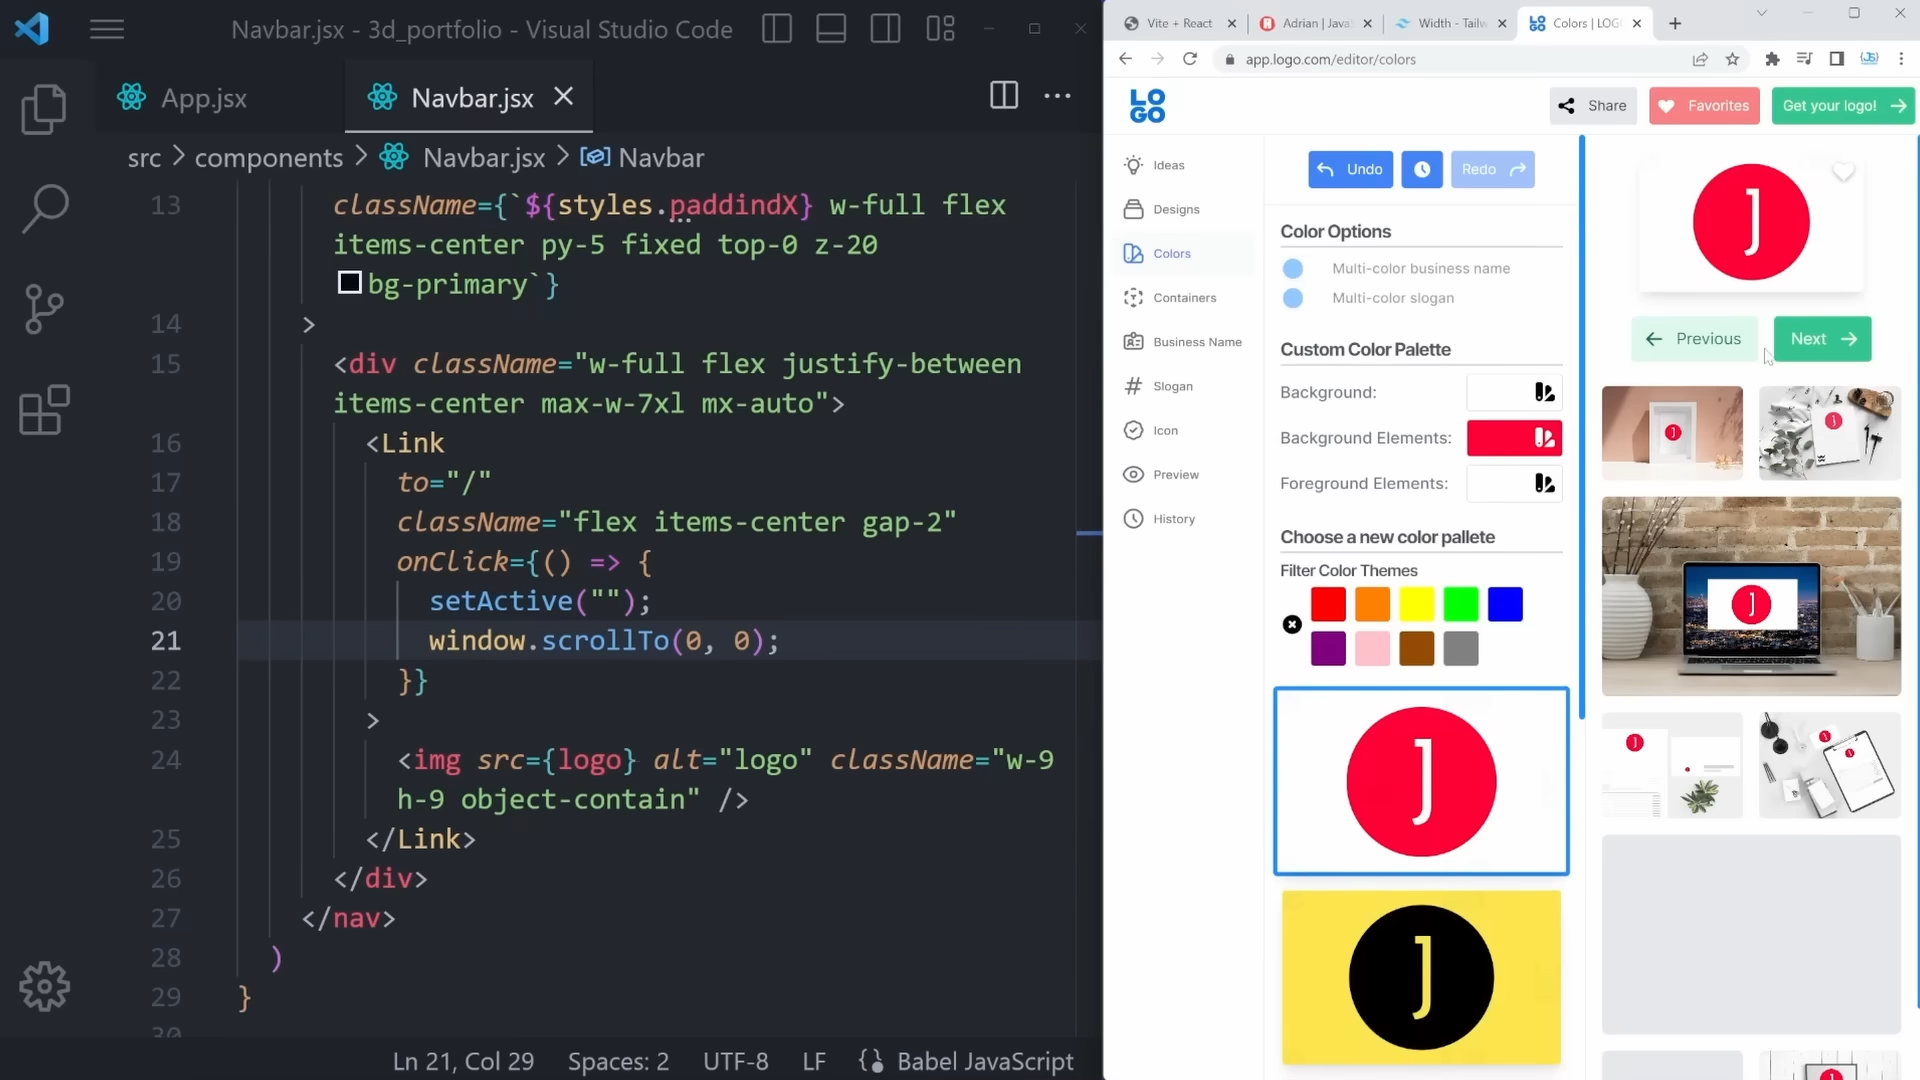 Navbar.jsx - 3d_portfolio - Visual Studio Code
App.jsx
Navbar.jsx
src > components > Navbar.jsx > Navbar
13 className={`${styles.paddindX} w-full flex
items-center py-5 fixed top-0 z-20
bg-primary`}
14 >
15 <div className="w-full flex justify-between
items-center max-w-7xl mx-auto">
16 <Link
17 to="/"
18 className="flex items-center gap-2"
19 onClick={() => {
20 setActive("");
21 window.scrollTo(0, 0);
22 }}
23 >
24 <img src={logo} alt="logo" className="w-9
h-9 object-contain" />
25 </Link>
26 </div>
27 </nav>
28 )
29 }
30
Ln 21, Col 29 Spaces: 2 UTF-8 LF Babel JavaScript
Vite + React
Adrian | Java
Width - Tailw
Colors | LOG
app.logo.com/editor/colors
LO
GO
Share
Favorites
Get your logo!
Ideas
Designs
Colors
Containers
Business Name
Slogan
Icon
Preview
History
Undo
Redo
Color Options
Multi-color business name
Multi-color slogan
Custom Color Palette
Background:
Background Elements:
Foreground Elements:
Choose a new color pallete
Filter Color Themes
J
J
J
Previous
Next
J
J
J
J
J